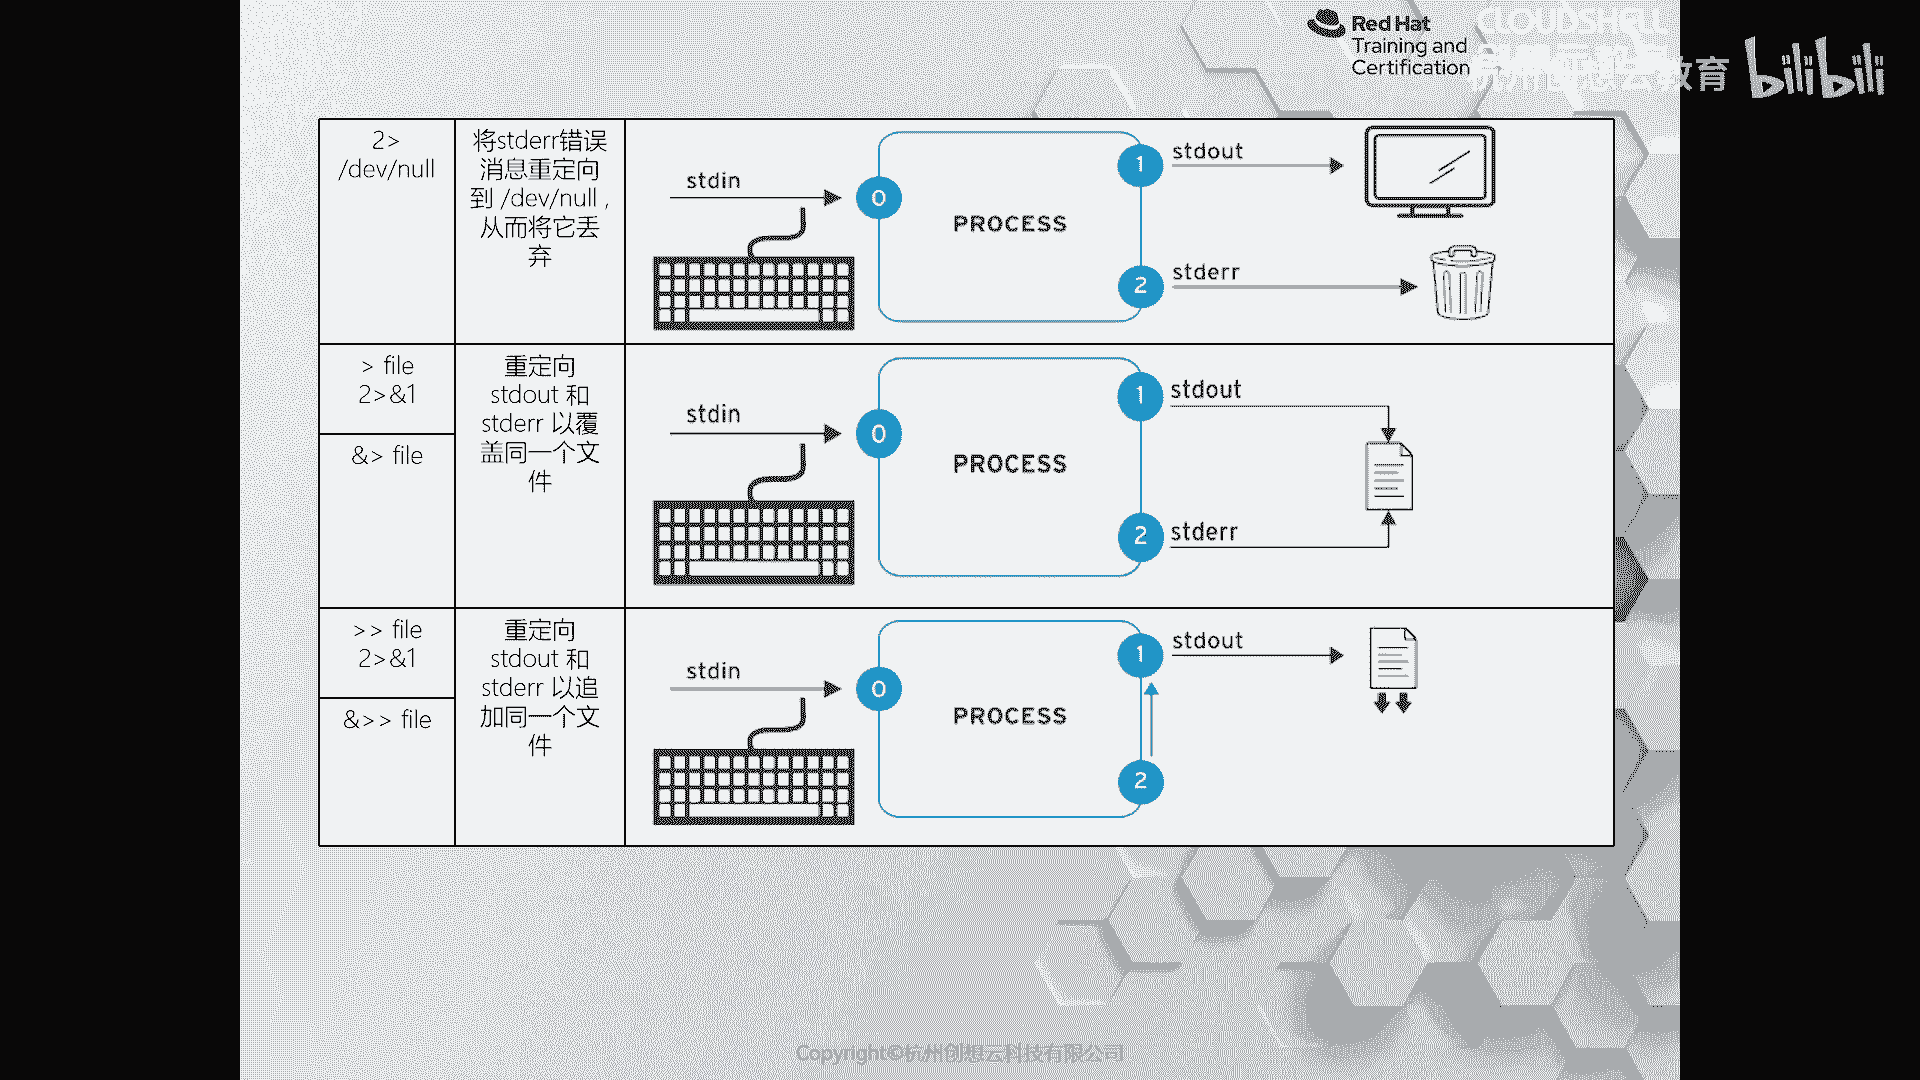 Red Hat
Training and
Certification
CLOUDSHELL
杭州创想云教育
bilibili
2>
/dev/null
将stderr错误
消息重定向
到 /dev/null ,
从而将它丢
弃
stdin
0
PROCESS
1
stdout
2
stderr
> file
2>&1
&> file
重定向
stdout 和
stderr 以覆
盖同一个文
件
stdin
0
PROCESS
1
stdout
2
stderr
>> file
2>&1
&>> file
重定向
stdout 和
stderr 以追
加同一个文
件
stdin
0
PROCESS
1
stdout
2
Copyright©杭州创想云科技有限公司